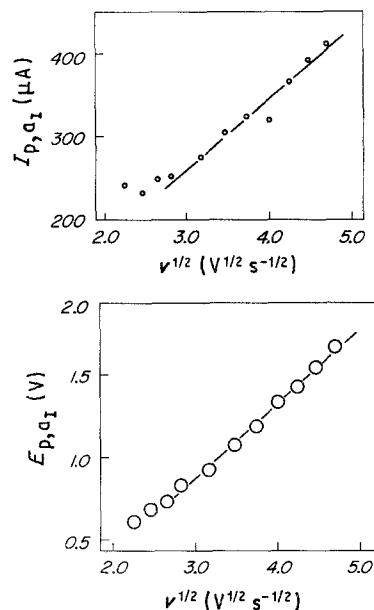 400
300
200
I_{p,a_I} (μA)
2.0 3.0 4.0 5.0
ν^{1/2} (V^{1/2} s^{-1/2})
2.0
1.5
1.0
0.5
E_{p,a_I} (V)
2.0 3.0 4.0 5.0
ν^{1/2} (V^{1/2} s^{-1/2})